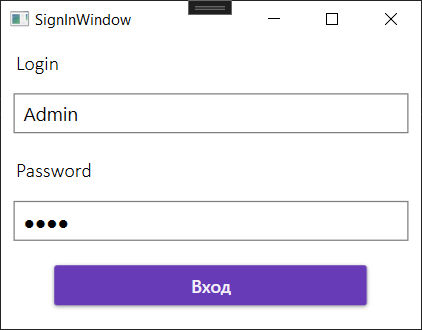 SignInWindow
Login
Admin
Password
••••
Вход